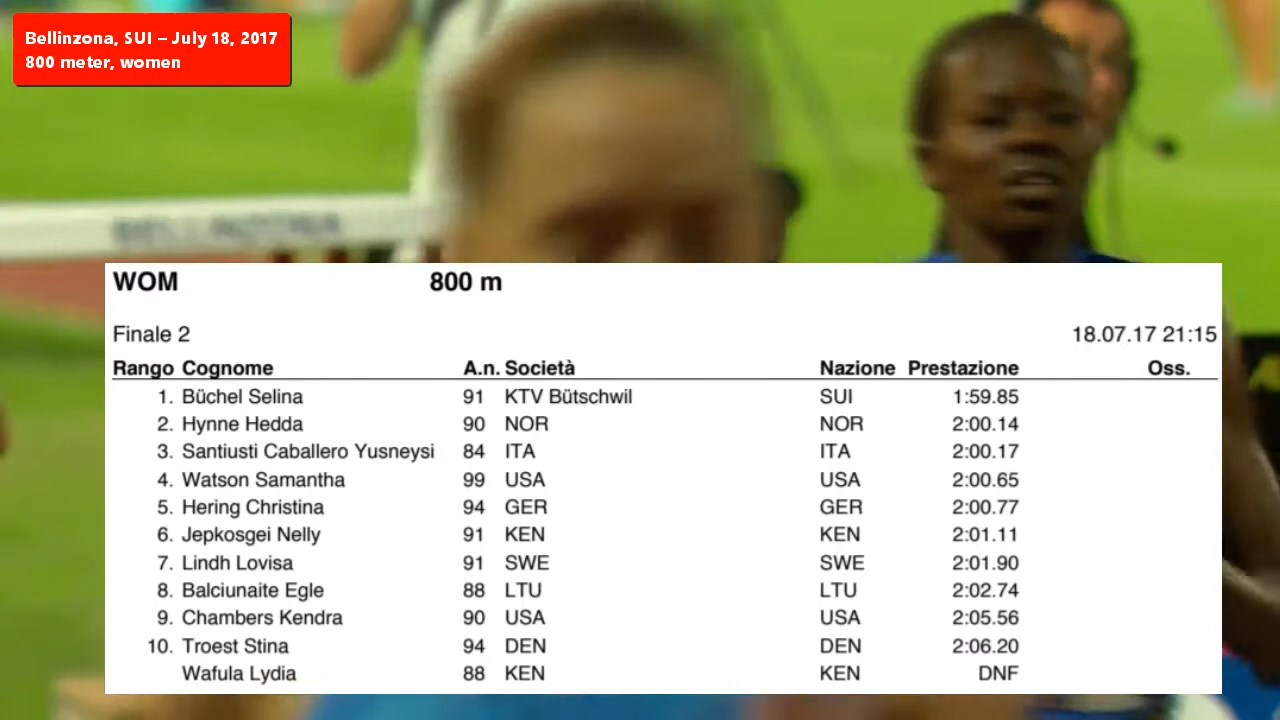 Bellinzona, SUI – July 18, 2017
800 meter, women
BELLINZONA
WOM 800 m
Finale 2 18.07.17 21:15
Rango Cognome A.n. Società Nazione Prestazione Oss.
1. Büchel Selina 91 KTV Bütschwil SUI 1:59.85
2. Hynne Hedda 90 NOR NOR 2:00.14
3. Santiusti Caballero Yusneysi 84 ITA ITA 2:00.17
4. Watson Samantha 99 USA USA 2:00.65
5. Hering Christina 94 GER GER 2:00.77
6. Jepkosgei Nelly 91 KEN KEN 2:01.11
7. Lindh Lovisa 91 SWE SWE 2:01.90
8. Balciunaite Egle 88 LTU LTU 2:02.74
9. Chambers Kendra 90 USA USA 2:05.56
10. Troest Stina 94 DEN DEN 2:06.20
Wafula Lydia 88 KEN KEN DNF